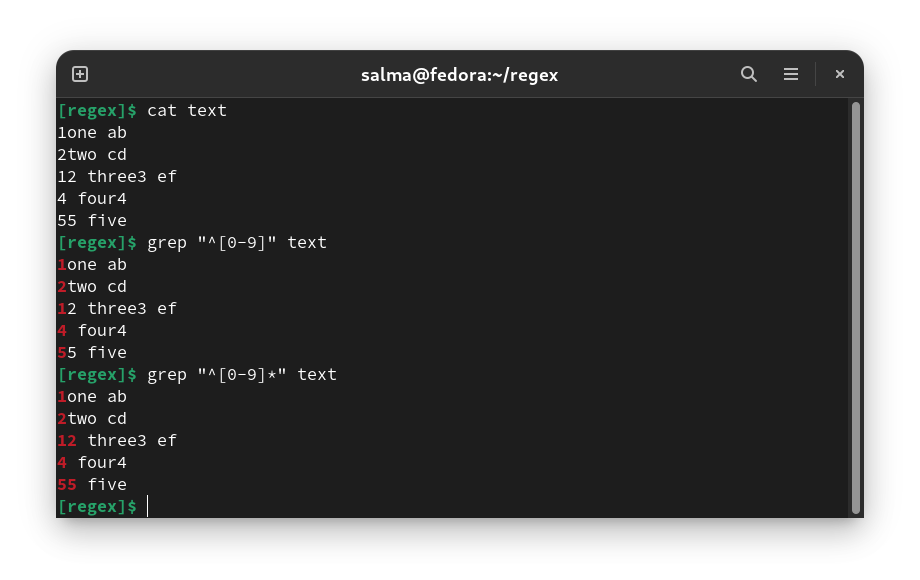 salma@fedora:~/regex
[regex]$ cat text
1one ab
2two cd
12 three3 ef
4 four4
55 five
[regex]$ grep "^[0-9]" text
1one ab
2two cd
12 three3 ef
4 four4
55 five
[regex]$ grep "^[0-9]*" text
1one ab
2two cd
12 three3 ef
4 four4
55 five
[regex]$